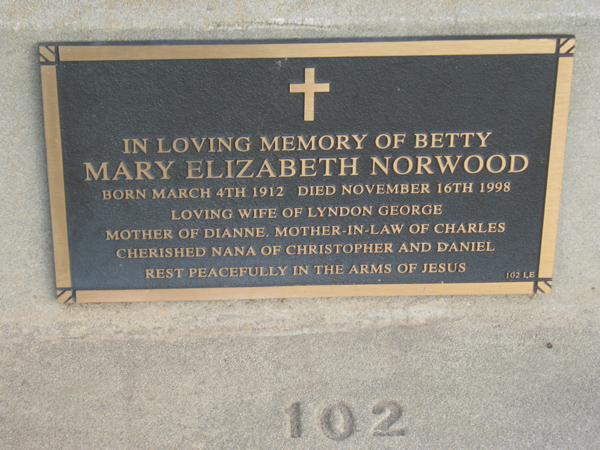 IN LOVING MEMORY OF BETTY
MARY ELIZABETH NORWOOD
BORN MARCH 4TH 1912 DIED NOVEMBER 16TH 1998
LOVING WIFE OF LYNDON GEORGE
MOTHER OF DIANNE. MOTHER-IN-LAW OF CHARLES
CHERISHED NANA OF CHRISTOPHER AND DANIEL
REST PEACEFULLY IN THE ARMS OF JESUS
102 LE
102